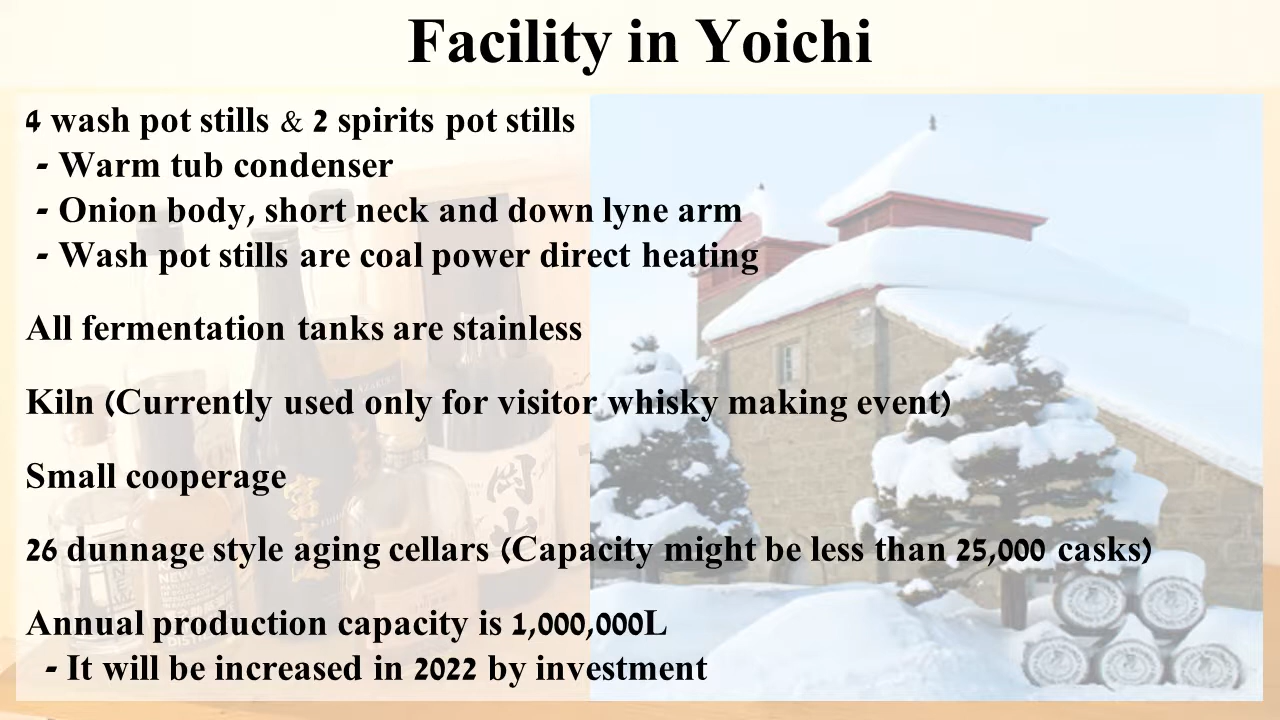 Facility in Yoichi
4 wash pot stills & 2 spirits pot stills
- Warm tub condenser
- Onion body, short neck and down lyne arm
- Wash pot stills are coal power direct heating
All fermentation tanks are stainless
Kiln (Currently used only for visitor whisky making event)
Small cooperage
26 dunnage style aging cellars (Capacity might be less than 25,000 casks)
Annual production capacity is 1,000,000L
- It will be increased in 2022 by investment